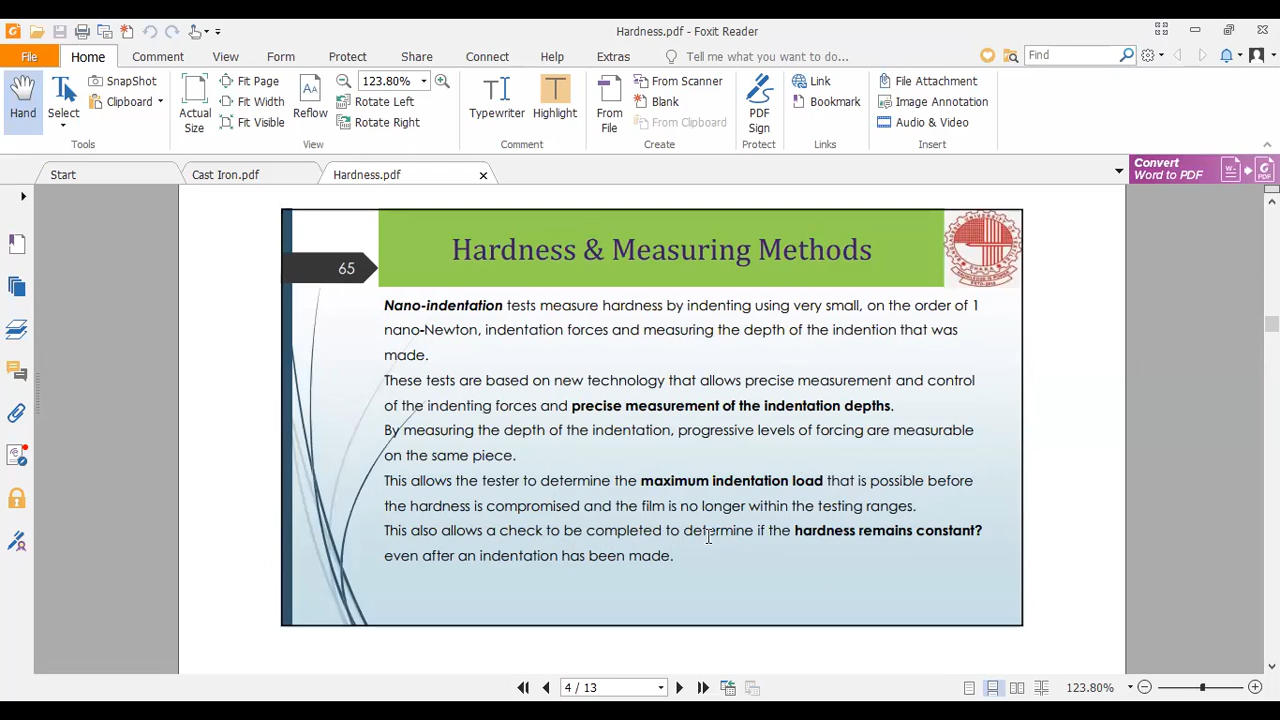 Hardness.pdf - Foxit Reader
File Home Comment View Form Protect Share Connect Help Extras Tell me what you want to do... Find
Hand
Select
SnapShot
Clipboard
Tools
Actual Size
Fit Page
Fit Width
Fit Visible
Reflow
123.80%
Rotate Left
Rotate Right
View
Typewriter
Highlight
Comment
From File
From Scanner
Blank
From Clipboard
Create
PDF Sign
Protect
Link
Bookmark
Links
File Attachment
Image Annotation
Audio & Video
Insert
Start Cast Iron.pdf Hardness.pdf
Convert
Word to PDF
Hardness & Measuring Methods
65
Nano-indentation tests measure hardness by indenting using very small, on the order of 1
nano-Newton, indentation forces and measuring the depth of the indention that was
made.
These tests are based on new technology that allows precise measurement and control
of the indenting forces and precise measurement of the indentation depths.
By measuring the depth of the indentation, progressive levels of forcing are measurable
on the same piece.
This allows the tester to determine the maximum indentation load that is possible before
the hardness is compromised and the film is no longer within the testing ranges.
This also allows a check to be completed to determine if the hardness remains constant?
even after an indentation has been made.
4 / 13 123.80%